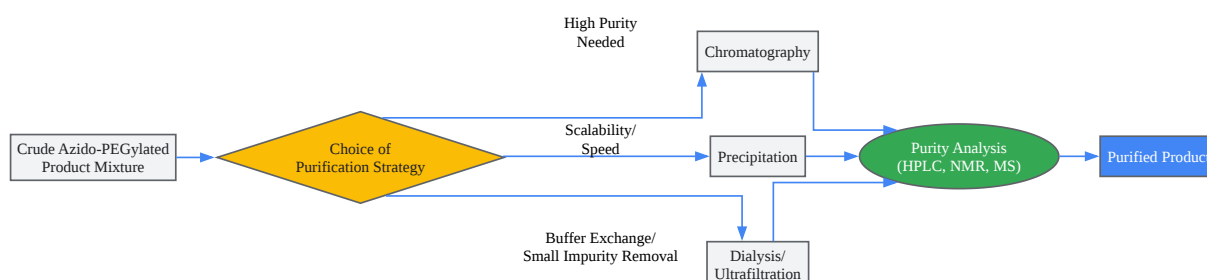 High Purity
Needed
Chromatography
Crude Azido-PEGylated
Product Mixture
Choice of
Purification Strategy
Scalability/
Speed
Precipitation
Purity Analysis
(HPLC, NMR, MS)
Purified Product
Buffer Exchange/
Small Impurity Removal
Dialysis/
Ultrafiltration